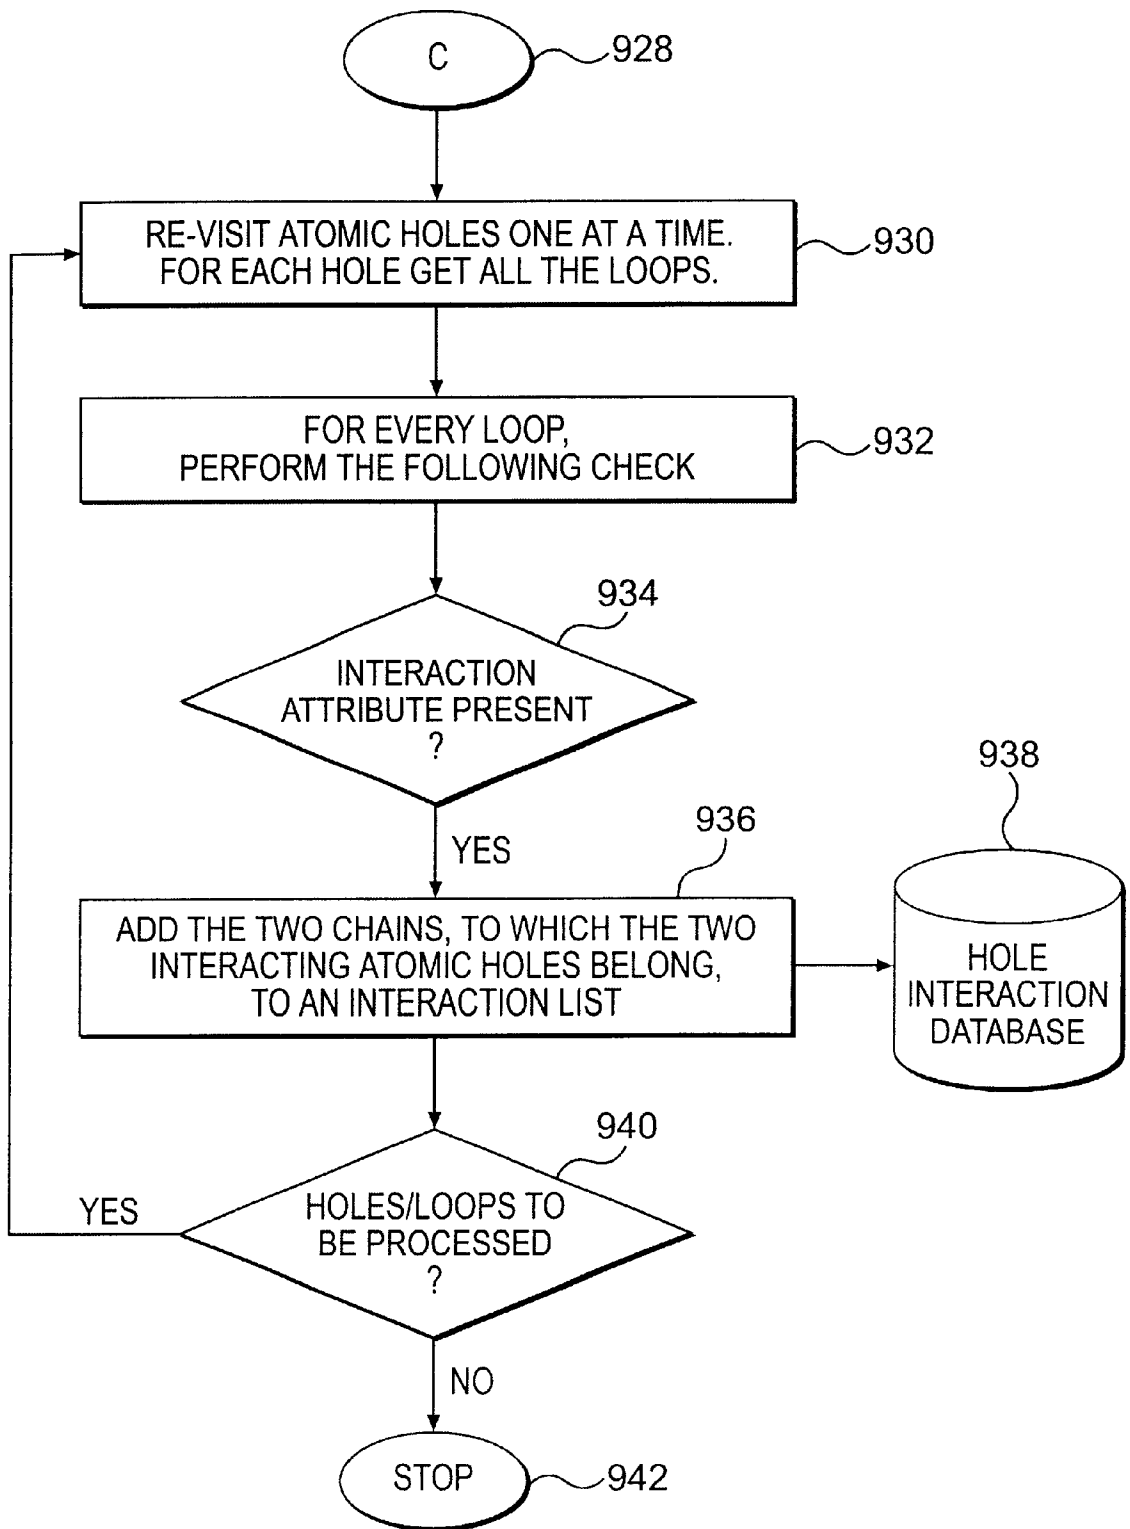 C
928
RE-VISIT ATOMIC HOLES ONE AT A TIME.
FOR EACH HOLE GET ALL THE LOOPS.
930
FOR EVERY LOOP,
PERFORM THE FOLLOWING CHECK
932
934
INTERACTION
ATTRIBUTE PRESENT
?
YES
936
938
ADD THE TWO CHAINS, TO WHICH THE TWO
INTERACTING ATOMIC HOLES BELONG,
TO AN INTERACTION LIST
HOLE
INTERACTION
DATABASE
940
HOLES/LOOPS TO
BE PROCESSED
?
YES
NO
STOP
942